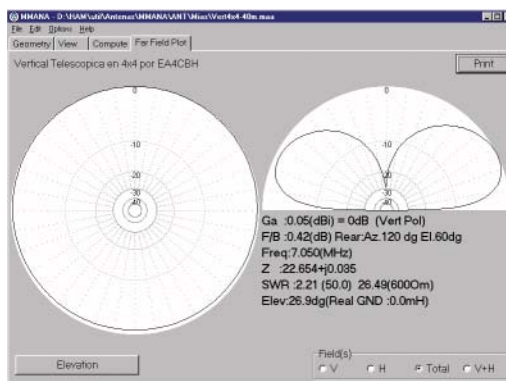 MMANA - D:\HAM\util\Antenas\MMANA\ANT\Mias\Vert4x4-40m.maa
File Edit Options Help
Geometry View Compute Far Field Plot
Vertical Telescopica en 4x4 por EA4CBH
Print
0
-10
-20
-30
-40
0
-10
-20
-30
-40
Ga :0.05(dBi) = 0dB (Vert Pol)
F/B :0.42(dB) Rear:Az.120 dg El.60dg
Freq:7.050(MHz)
Z :22.654+j0.035
SWR :2.21 (50.0) 26.49(600Om)
Elev:26.9dg(Real GND :0.0mH)
Elevation
Field(s)
V H Total V+H